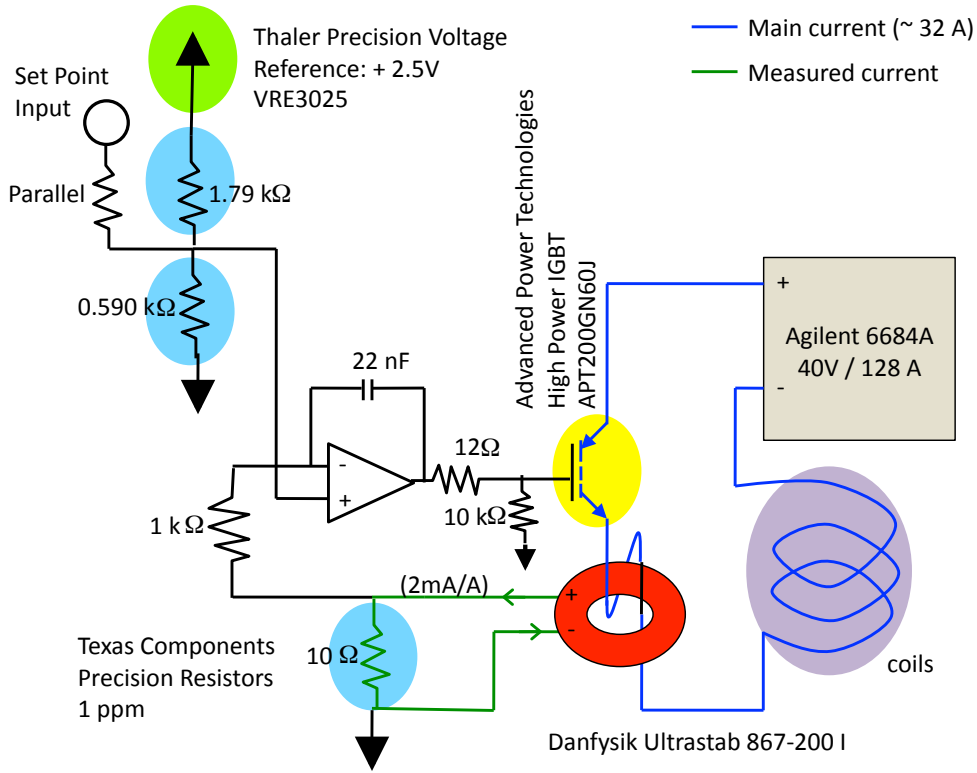 Thaler Precision Voltage
Reference: + 2.5V
VRE3025
Main current (~ 32 A)
Measured current
Set Point
Input
Parallel
1.79 kΩ
0.590 kΩ
Advanced Power Technologies
High Power IGBT
APT200GN60J
+
Agilent 6684A
40V / 128 A
-
22 nF
-
+
12Ω
10 kΩ
1 k Ω
(2mA/A)
+
-
10 Ω
Texas Components
Precision Resistors
1 ppm
coils
Danfysik Ultrastab 867-200 I